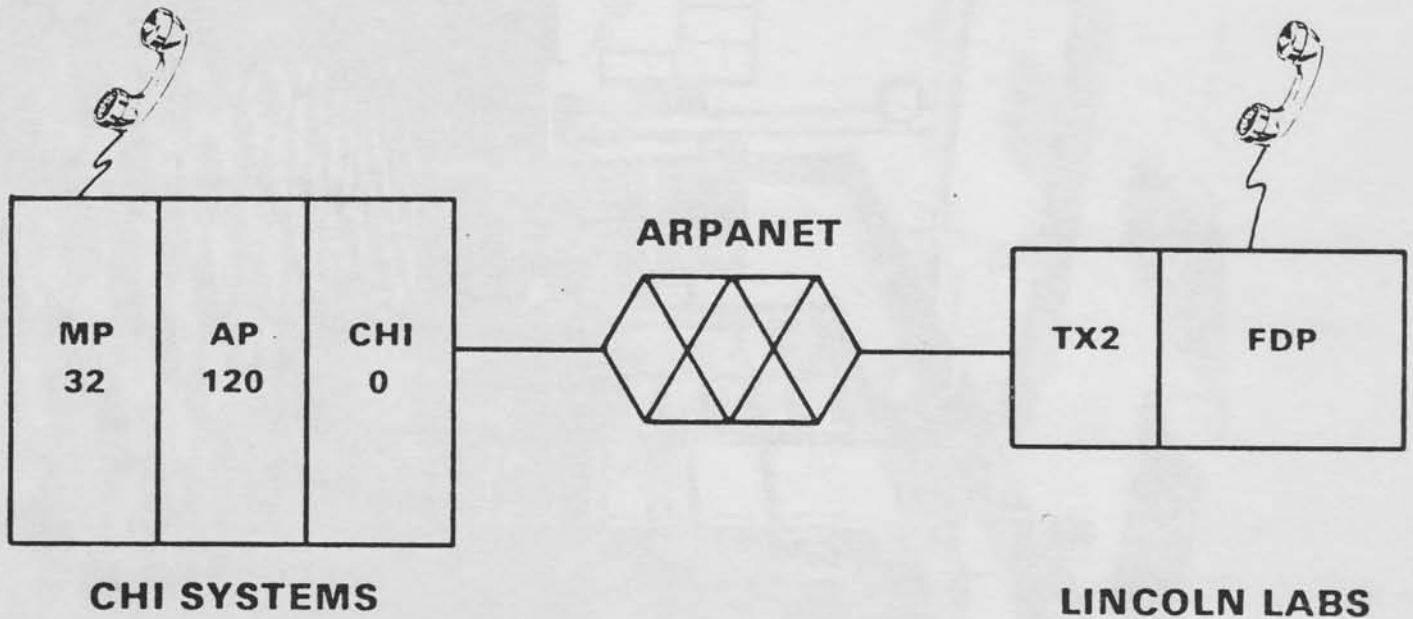 ARPANET
MP
32
AP
120
CHI
0
TX2
FDP
CHI SYSTEMS
LINCOLN LABS